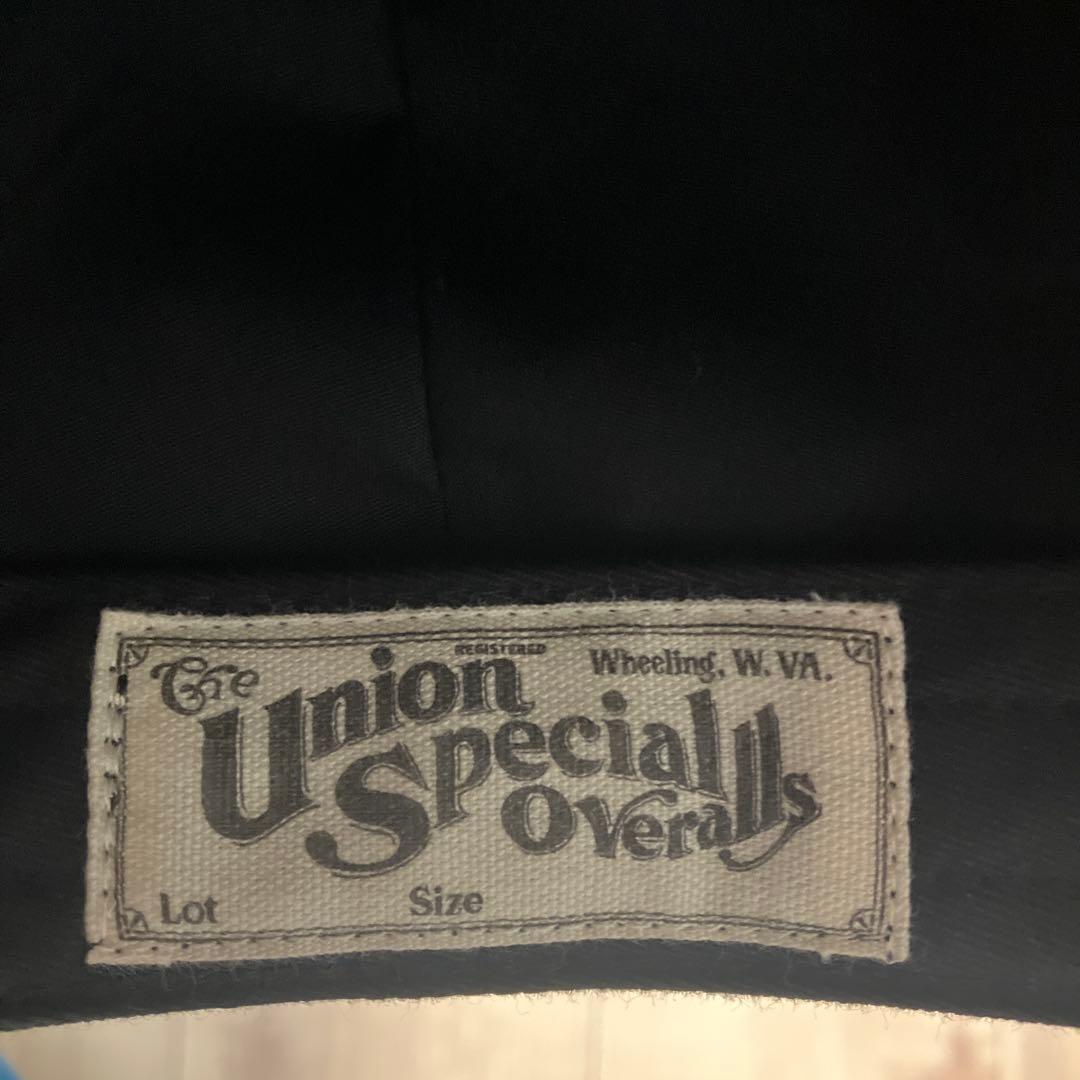 The Union REGISTERED Wheeling, W. VA.
Special
Overalls
Lot Size